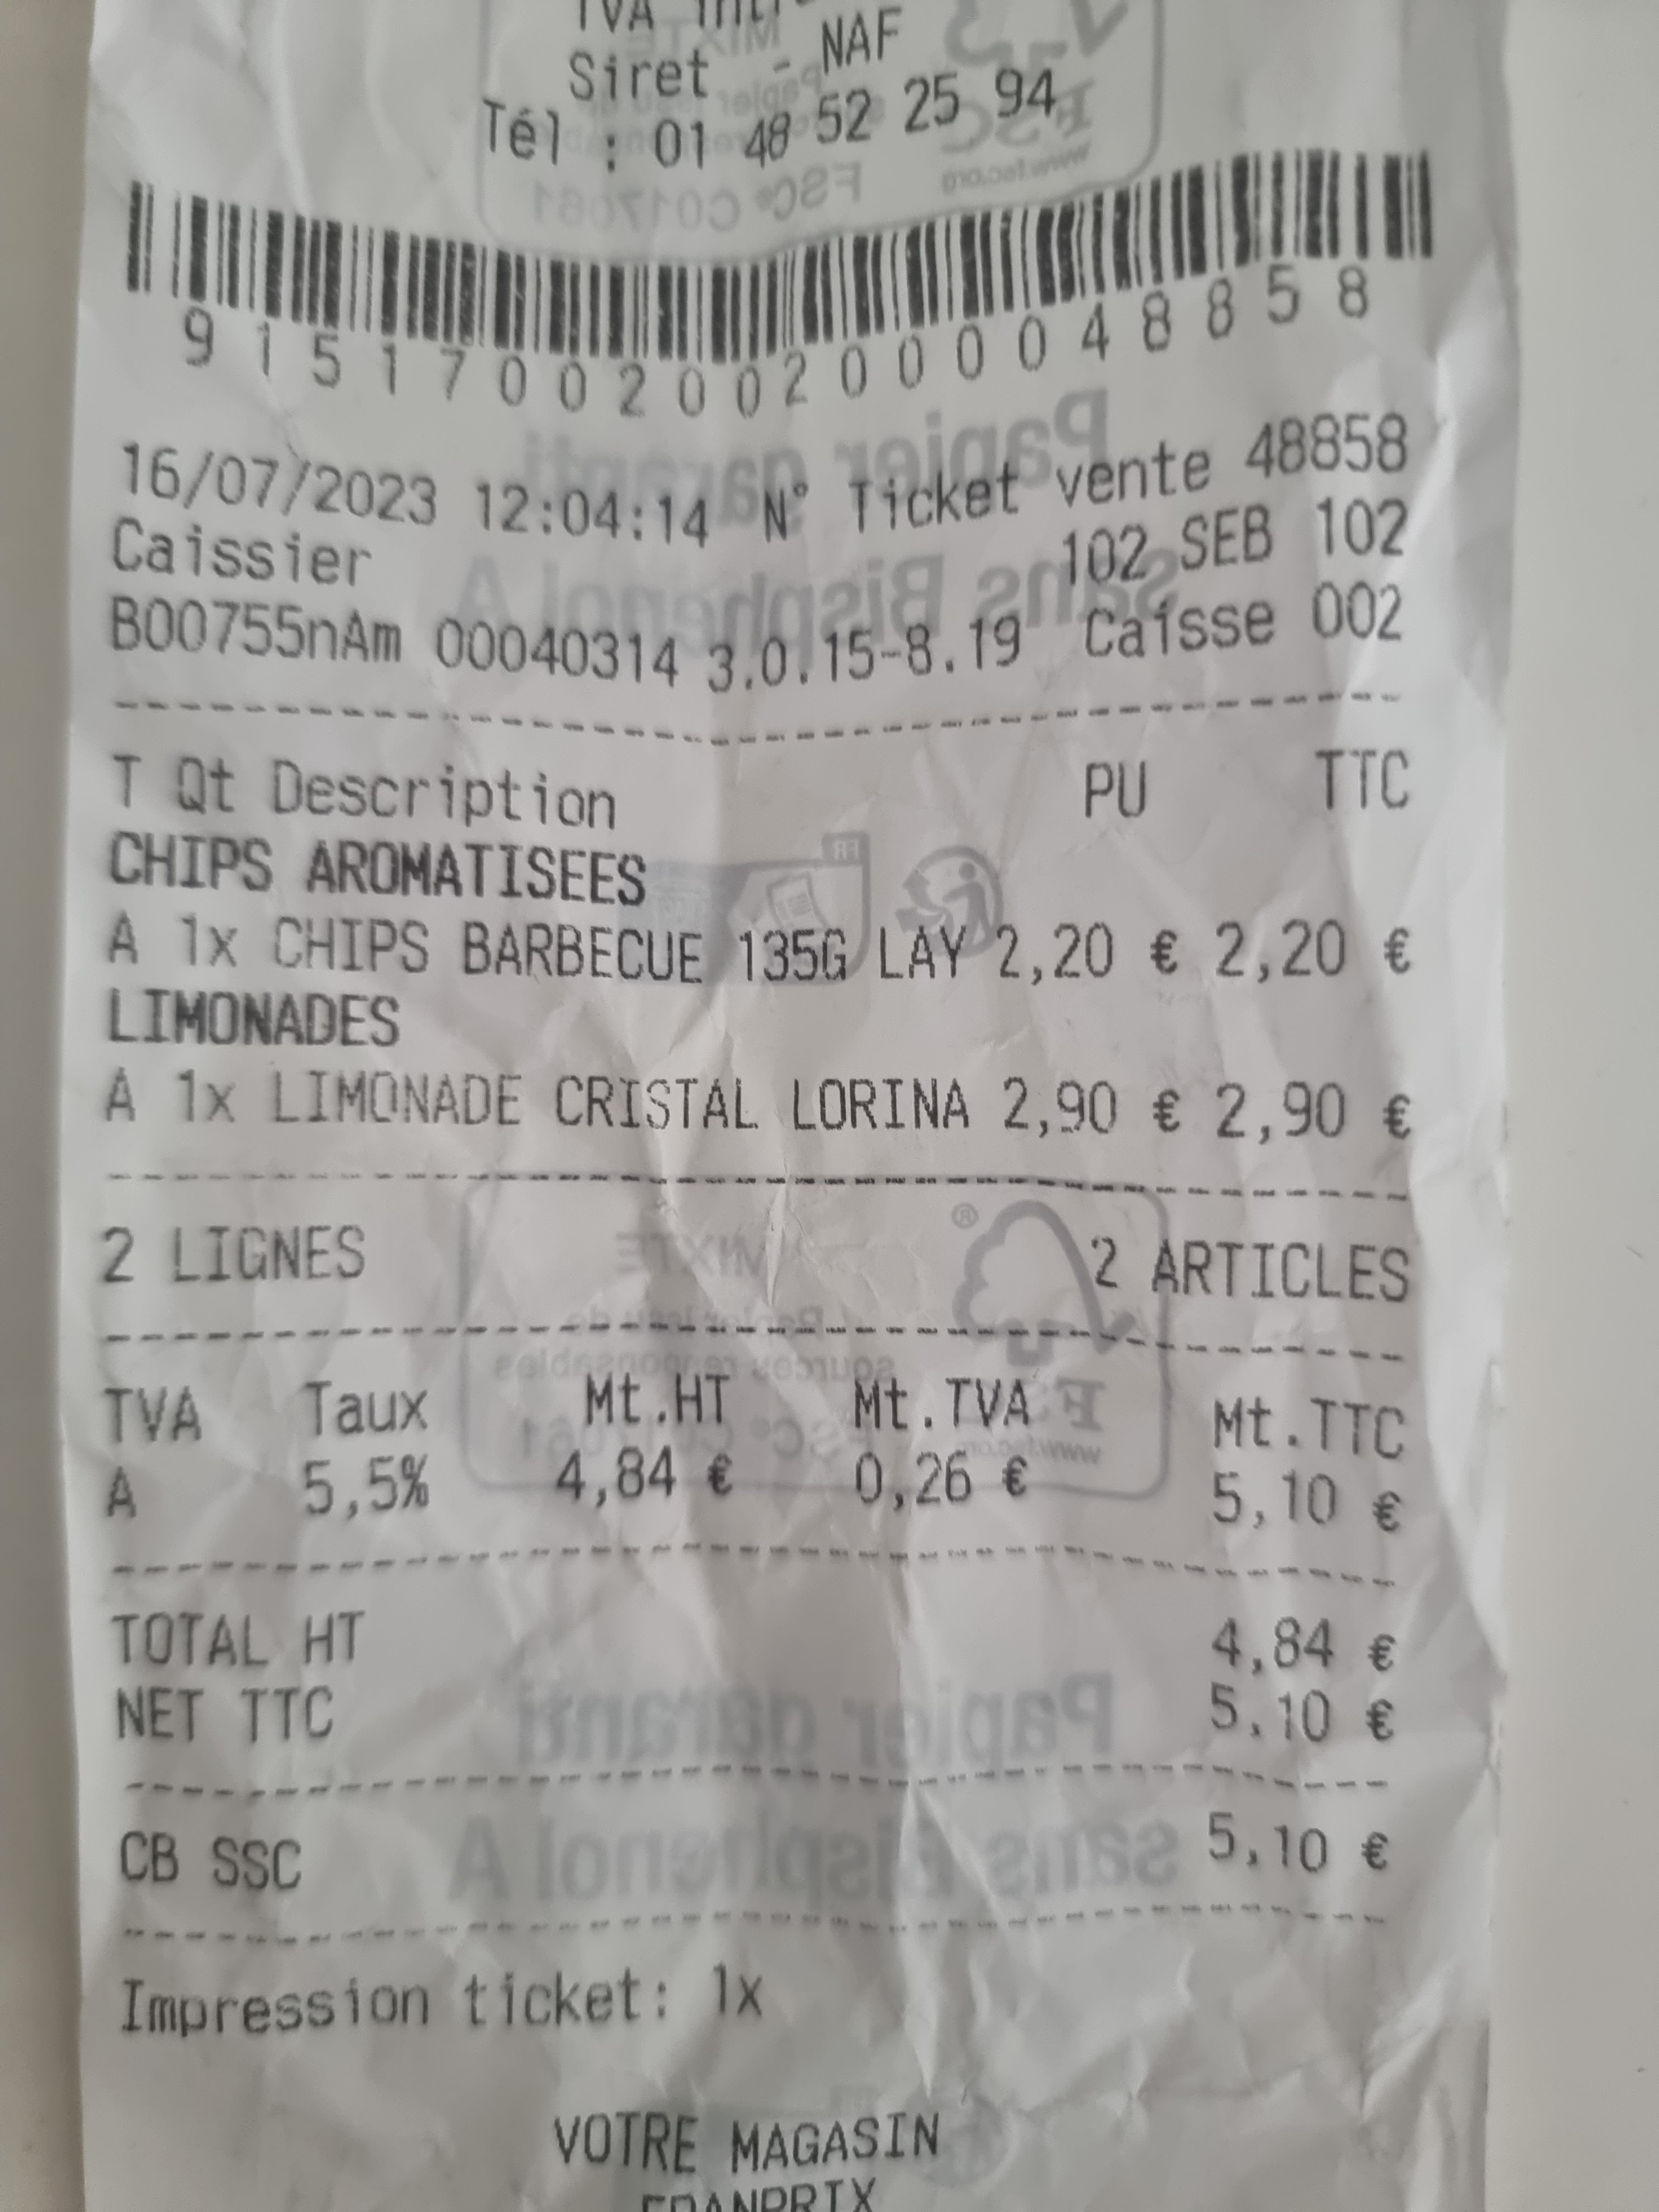 Siret - NAF
Tél : 01 48 52 25 94
9151700200200048858
16/07/2023 12:04:14 N° Ticket vente 48858
Caissier 102 SEB 102
B00755nAm 00040314 3.0.15-8.19 Caisse 002
T Qt Description PU TTC
CHIPS AROMATISEES
A 1x CHIPS BARBECUE 135G LAY 2,20 € 2,20 €
LIMONADES
A 1x LIMONADE CRISTAL LORINA 2,90 € 2,90 €
2 LIGNES 2 ARTICLES
TVA Taux Mt.HT Mt.TVA Mt.TTC
A 5,5% 4,84 € 0,26 € 5,10 €
TOTAL HT 4,84 €
NET TTC 5,10 €
CB SSC 5,10 €
Impression ticket: 1x
VOTRE MAGASIN
FRANPRIX